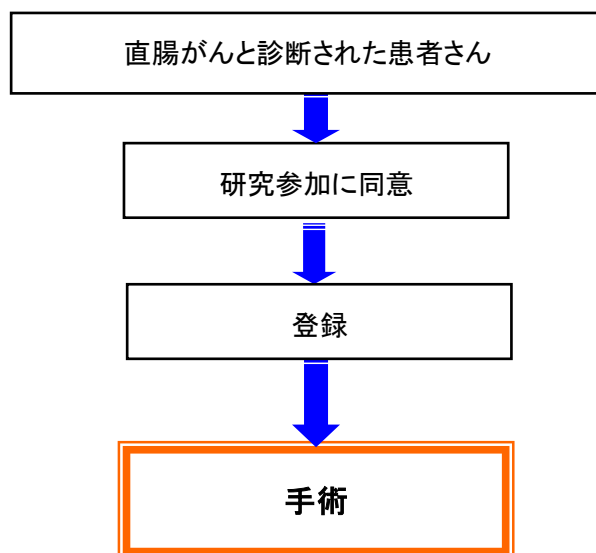 直腸がんと診断された患者さん
研究参加に同意
登録
手術